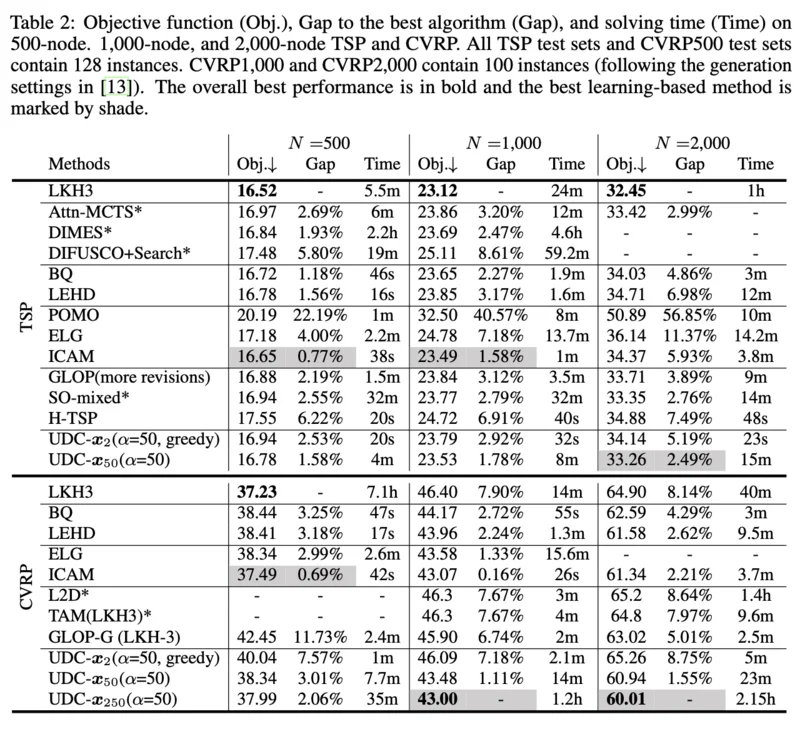 Table 2: Objective function (Obj.), Gap to the best algorithm (Gap), and solving time (Time) on
500-node. 1,000-node, and 2,000-node TSP and CVRP. All TSP test sets and CVRP500 test sets
contain 128 instances. CVRP1,000 and CVRP2,000 contain 100 instances (following the generation
settings in [13]). The overall best performance is in bold and the best learning-based method is
marked by shade.
N =500 N =1,000 N =2,000
Methods Obj.↓ Gap Time Obj.↓ Gap Time Obj.↓ Gap Time
TSP
LKH3 16.52 - 5.5m 23.12 - 24m 32.45 - 1h
Attn-MCTS* 16.97 2.69% 6m 23.86 3.20% 12m 33.42 2.99% -
DIMES* 16.84 1.93% 2.2h 23.69 2.47% 4.6h - - -
DIFUSCO+Search* 17.48 5.80% 19m 25.11 8.61% 59.2m - - -
BQ 16.72 1.18% 46s 23.65 2.27% 1.9m 34.03 4.86% 3m
LEHD 16.78 1.56% 16s 23.85 3.17% 1.6m 34.71 6.98% 12m
POMO 20.19 22.19% 1m 32.50 40.57% 8m 50.89 56.85% 10m
ELG 17.18 4.00% 2.2m 24.78 7.18% 13.7m 36.14 11.37% 14.2m
ICAM 16.65 0.77% 38s 23.49 1.58% 1m 34.37 5.93% 3.8m
GLOP(more revisions) 16.88 2.19% 1.5m 23.84 3.12% 3.5m 33.71 3.89% 9m
SO-mixed* 16.94 2.55% 32m 23.77 2.79% 32m 33.35 2.76% 14m
H-TSP 17.55 6.22% 20s 24.72 6.91% 40s 34.88 7.49% 48s
UDC-x2(α=50, greedy) 16.94 2.53% 20s 23.79 2.92% 32s 34.14 5.19% 23s
UDC-x50(α=50) 16.78 1.58% 4m 23.53 1.78% 8m 33.26 2.49% 15m
CVRP
LKH3 37.23 - 7.1h 46.40 7.90% 14m 64.90 8.14% 40m
BQ 38.44 3.25% 47s 44.17 2.72% 55s 62.59 4.29% 3m
LEHD 38.41 3.18% 17s 43.96 2.24% 1.3m 61.58 2.62% 9.5m
ELG 38.34 2.99% 2.6m 43.58 1.33% 15.6m - - -
ICAM 37.49 0.69% 42s 43.07 0.16% 26s 61.34 2.21% 3.7m
L2D* - - - 46.3 7.67% 3m 65.2 8.64% 1.4h
TAM(LKH3)* - - - 46.3 7.67% 4m 64.8 7.97% 9.6m
GLOP-G (LKH-3) 42.45 11.73% 2.4m 45.90 6.74% 2m 63.02 5.01% 2.5m
UDC-x2(α=50, greedy) 40.04 7.57% 1m 46.09 7.18% 2.1m 65.26 8.75% 5m
UDC-x50(α=50) 38.34 3.01% 7.7m 43.48 1.11% 14m 60.94 1.55% 23m
UDC-x250(α=50) 37.99 2.06% 35m 43.00 - 1.2h 60.01 - 2.15h